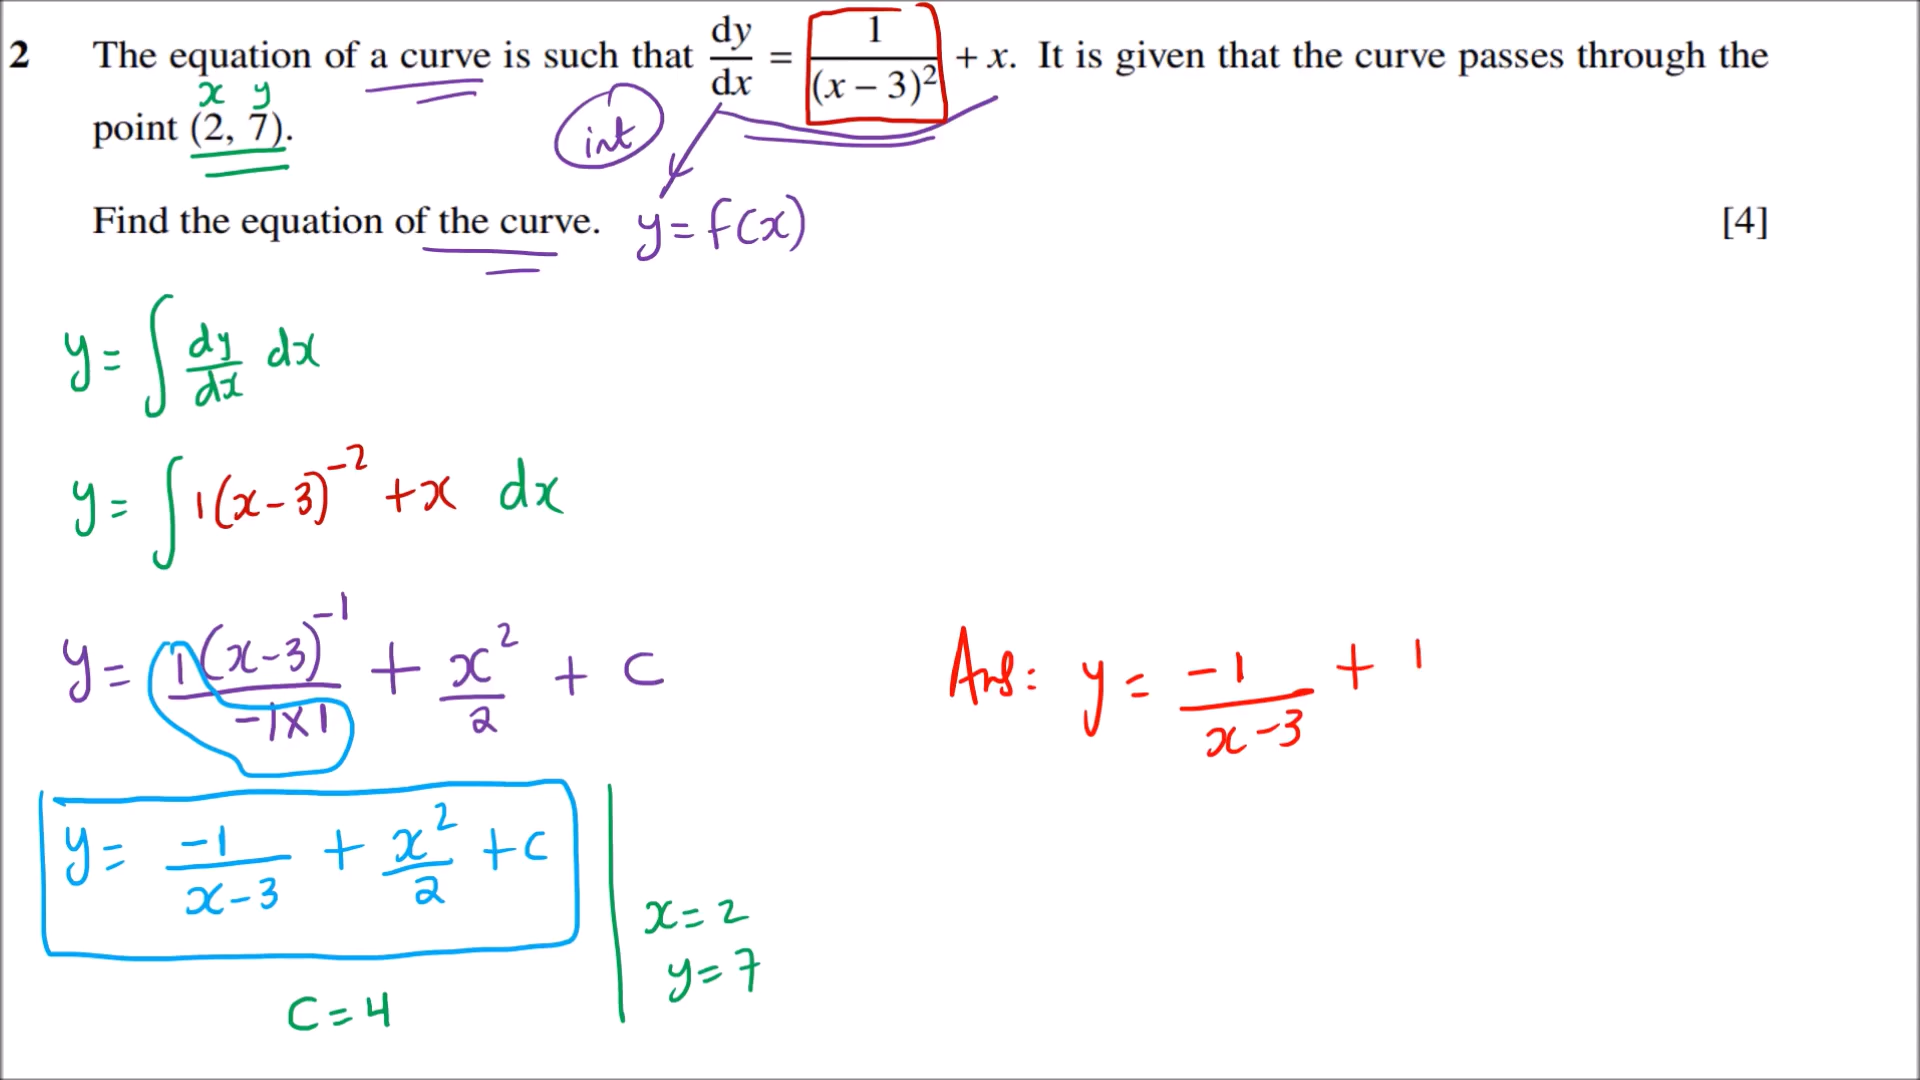 2 The equation of a curve is such that dy/dx = 1/(x – 3)² + x. It is given that the curve passes through the
x y
point (2, 7).
int
Find the equation of the curve. y = f(x) [4]
y = ∫ dy/dx dx
y = ∫ 1(x-3)⁻² + x dx
y = 1(x-3)⁻¹/-1×1 + x²/2 + c
Ans: y = -1/x-3 + 1
y = -1/x-3 + x²/2 + c
x = 2
y = 7
C = 4